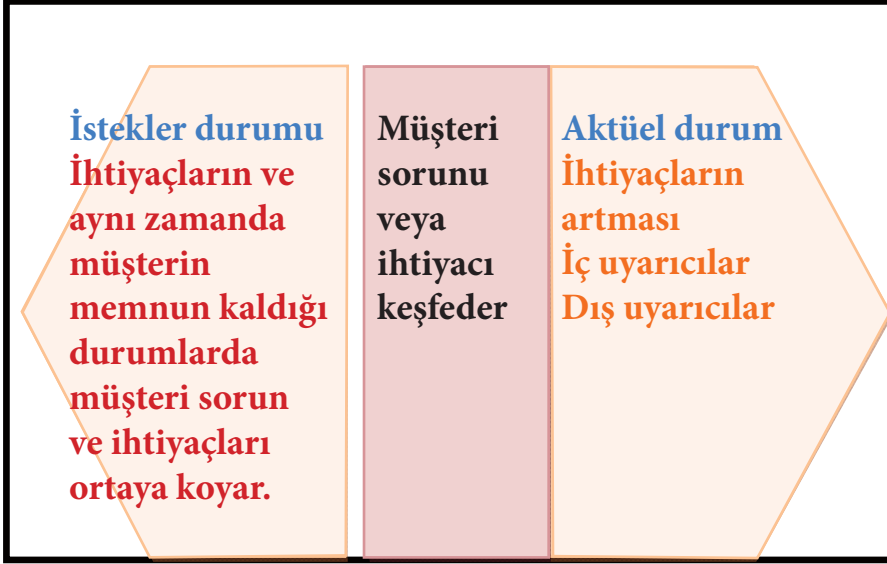 İstekler durumu
İhtiyaçların ve
aynı zamanda
müşterin
memnun kaldığı
durumlarda
müşteri sorun
ve ihtiyaçları
ortaya koyar.
Müşteri
sorunu
veya
ihtiyacı
keşfeder
Aktüel durum
İhtiyaçların
artması
İç uyarıcılar
Dış uyarıcılar